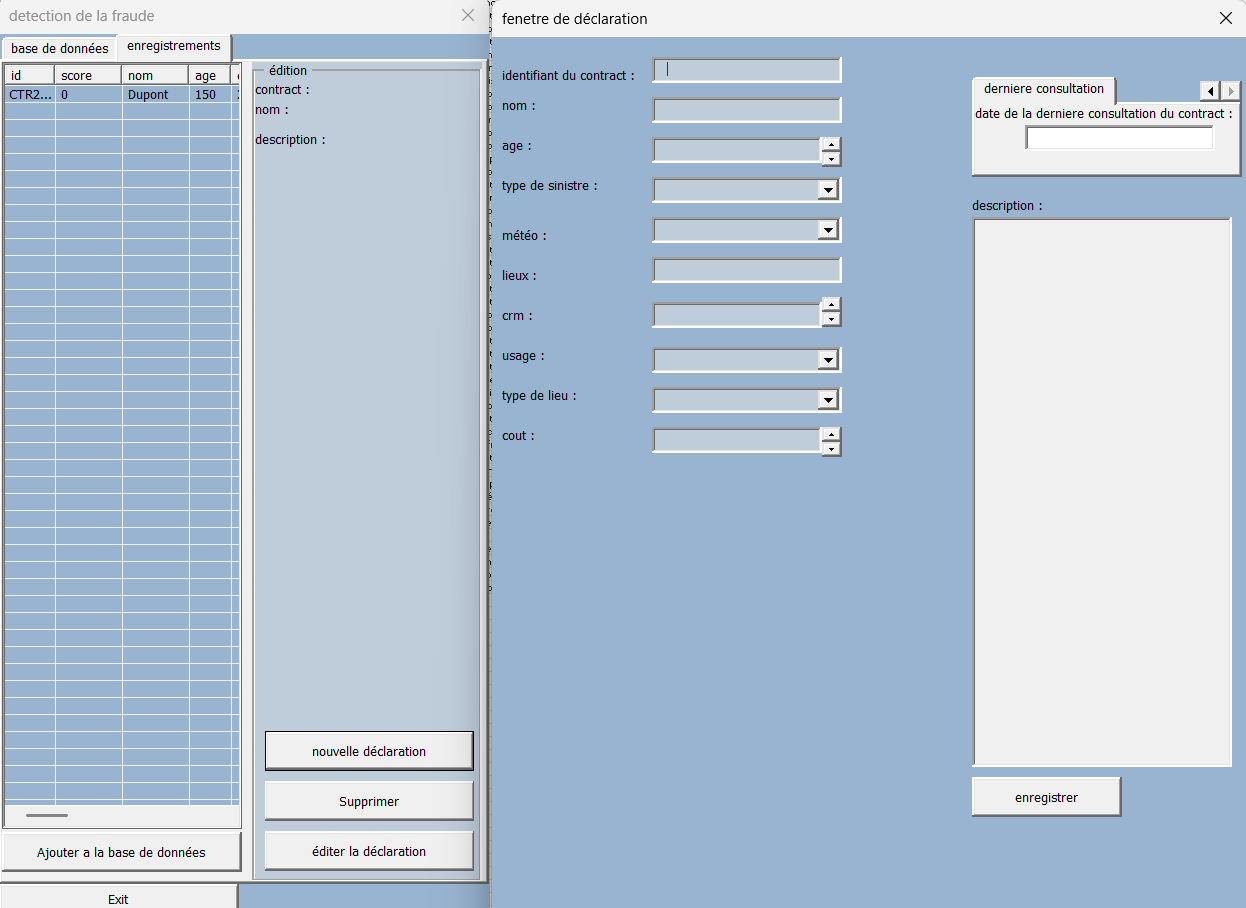 detection de la fraude
base de données
enregistrements
id score nom age
CTR2... 0 Dupont 150
édition
contract :
nom :
description :
nouvelle déclaration
Supprimer
éditer la déclaration
Ajouter a la base de données
Exit
fenetre de déclaration
identifiant du contract :
nom :
age :
type de sinistre :
météo :
lieux :
crm :
usage :
type de lieu :
cout :
derniere consultation
date de la derniere consultation du contract :
description :
enregistrer